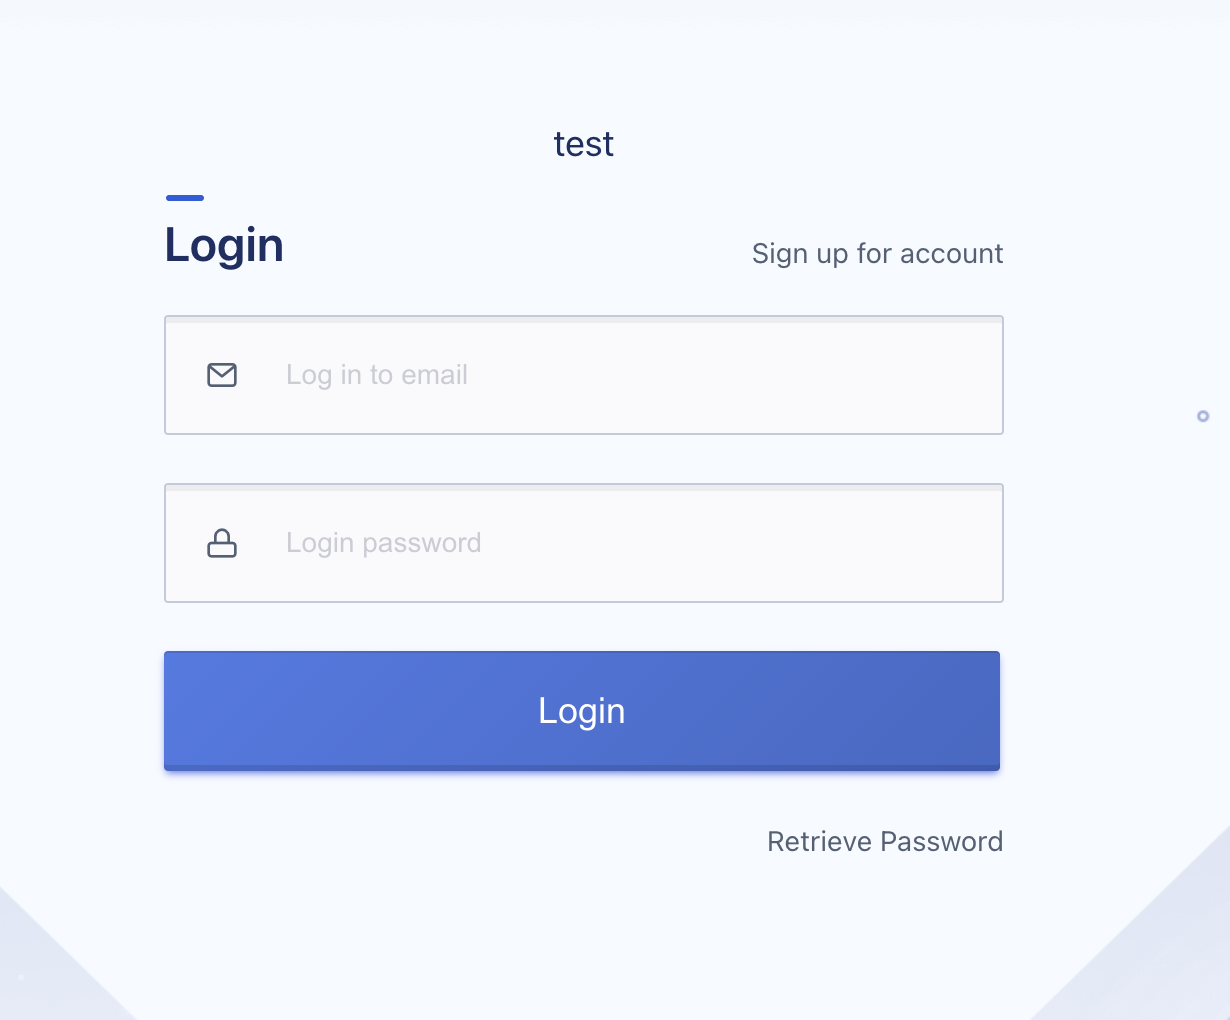 test
Login
Sign up for account
Log in to email
Login password
Login
Retrieve Password